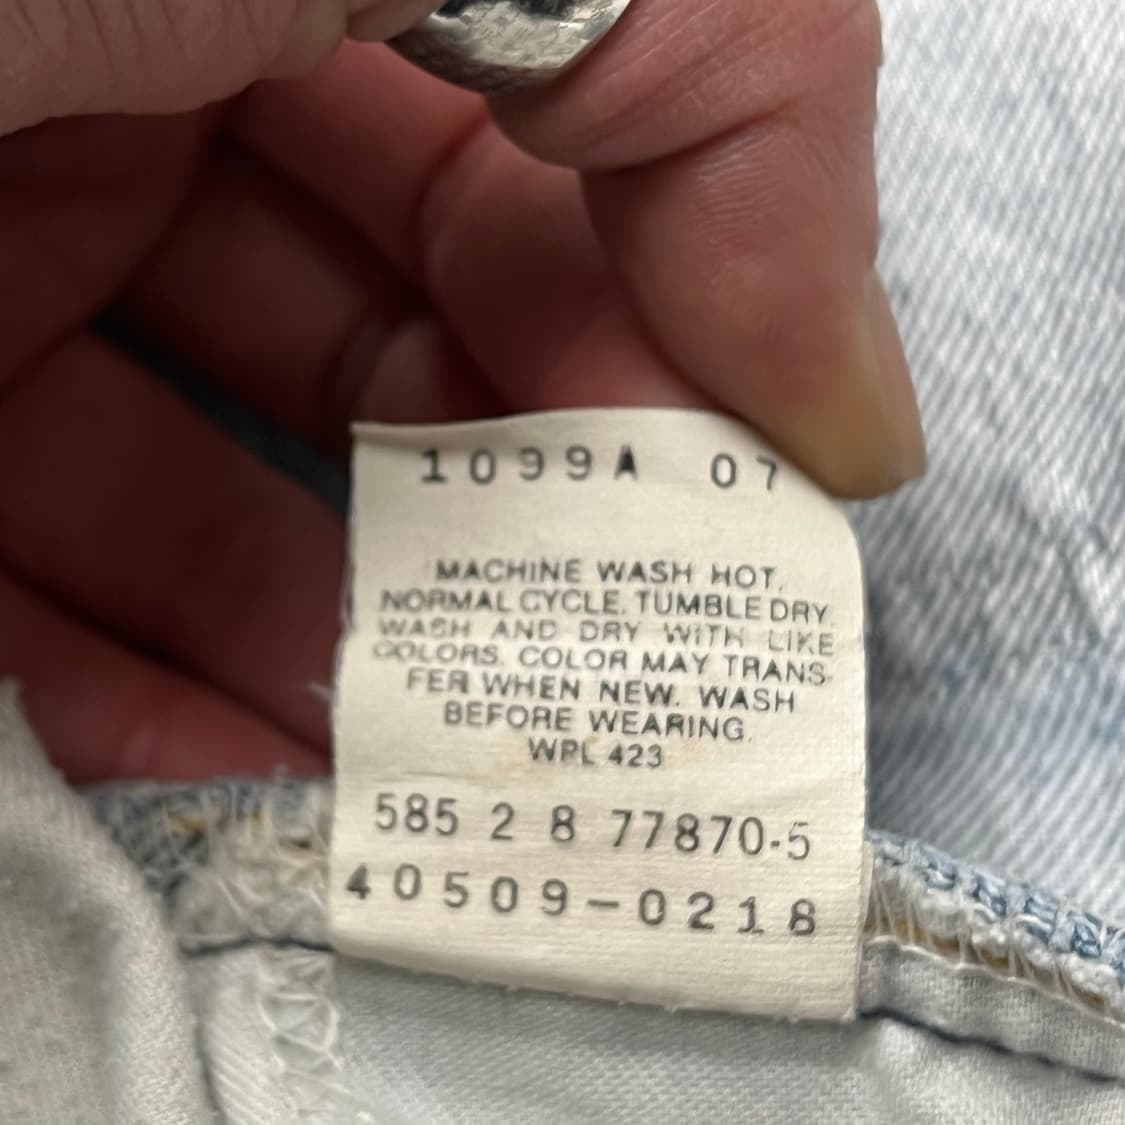 1099A 07
MACHINE WASH HOT,
NORMAL CYCLE. TUMBLE DRY.
WASH AND DRY WITH LIKE
COLORS. COLOR MAY TRANS-
FER WHEN NEW. WASH
BEFORE WEARING.
WPL 423
585 2 8 77870-5
40509-0218